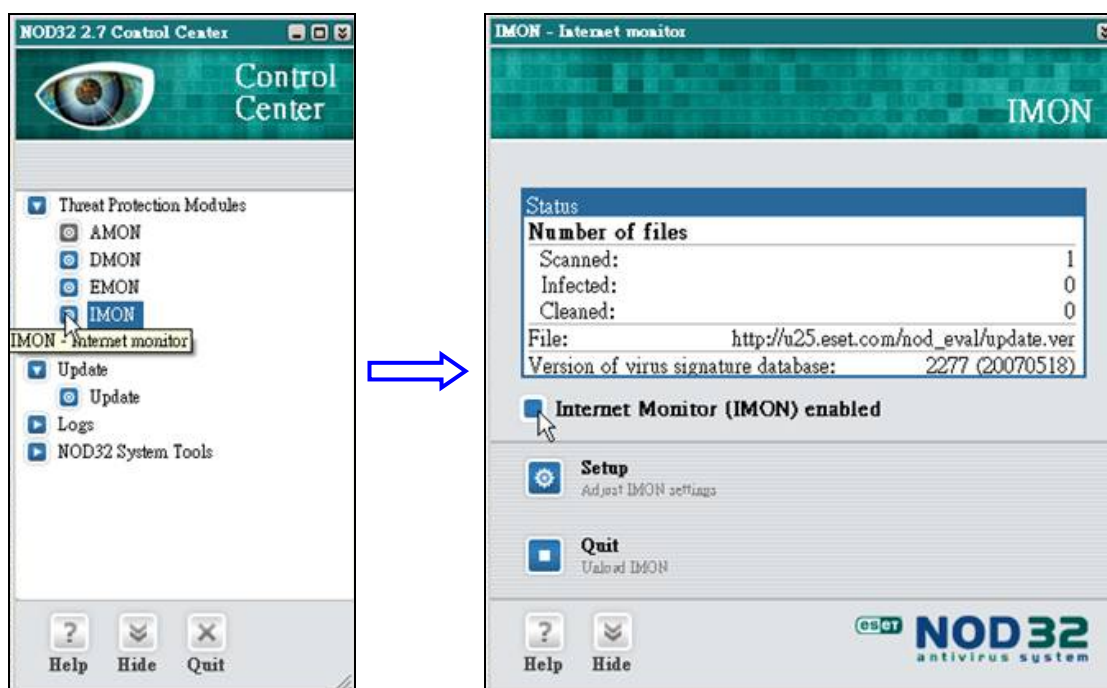 NOD32 2.7 Control Center
Control
Center
Threat Protection Modules
AMON
DMON
EMON
IMON
IMON - Internet monitor
Update
Update
Logs
NOD32 System Tools
Help Hide Quit
IMON - Internet monitor
IMON
Status
Number of files
Scanned: 1
Infected: 0
Cleaned: 0
File: http://u25.eset.com/nod_eval/update.ver
Version of virus signature database: 2277 (20070518)
Internet Monitor (IMON) enabled
Setup
Adjust IMON settings
Quit
Unload IMON
Help Hide
eseT NOD32
antivirus system